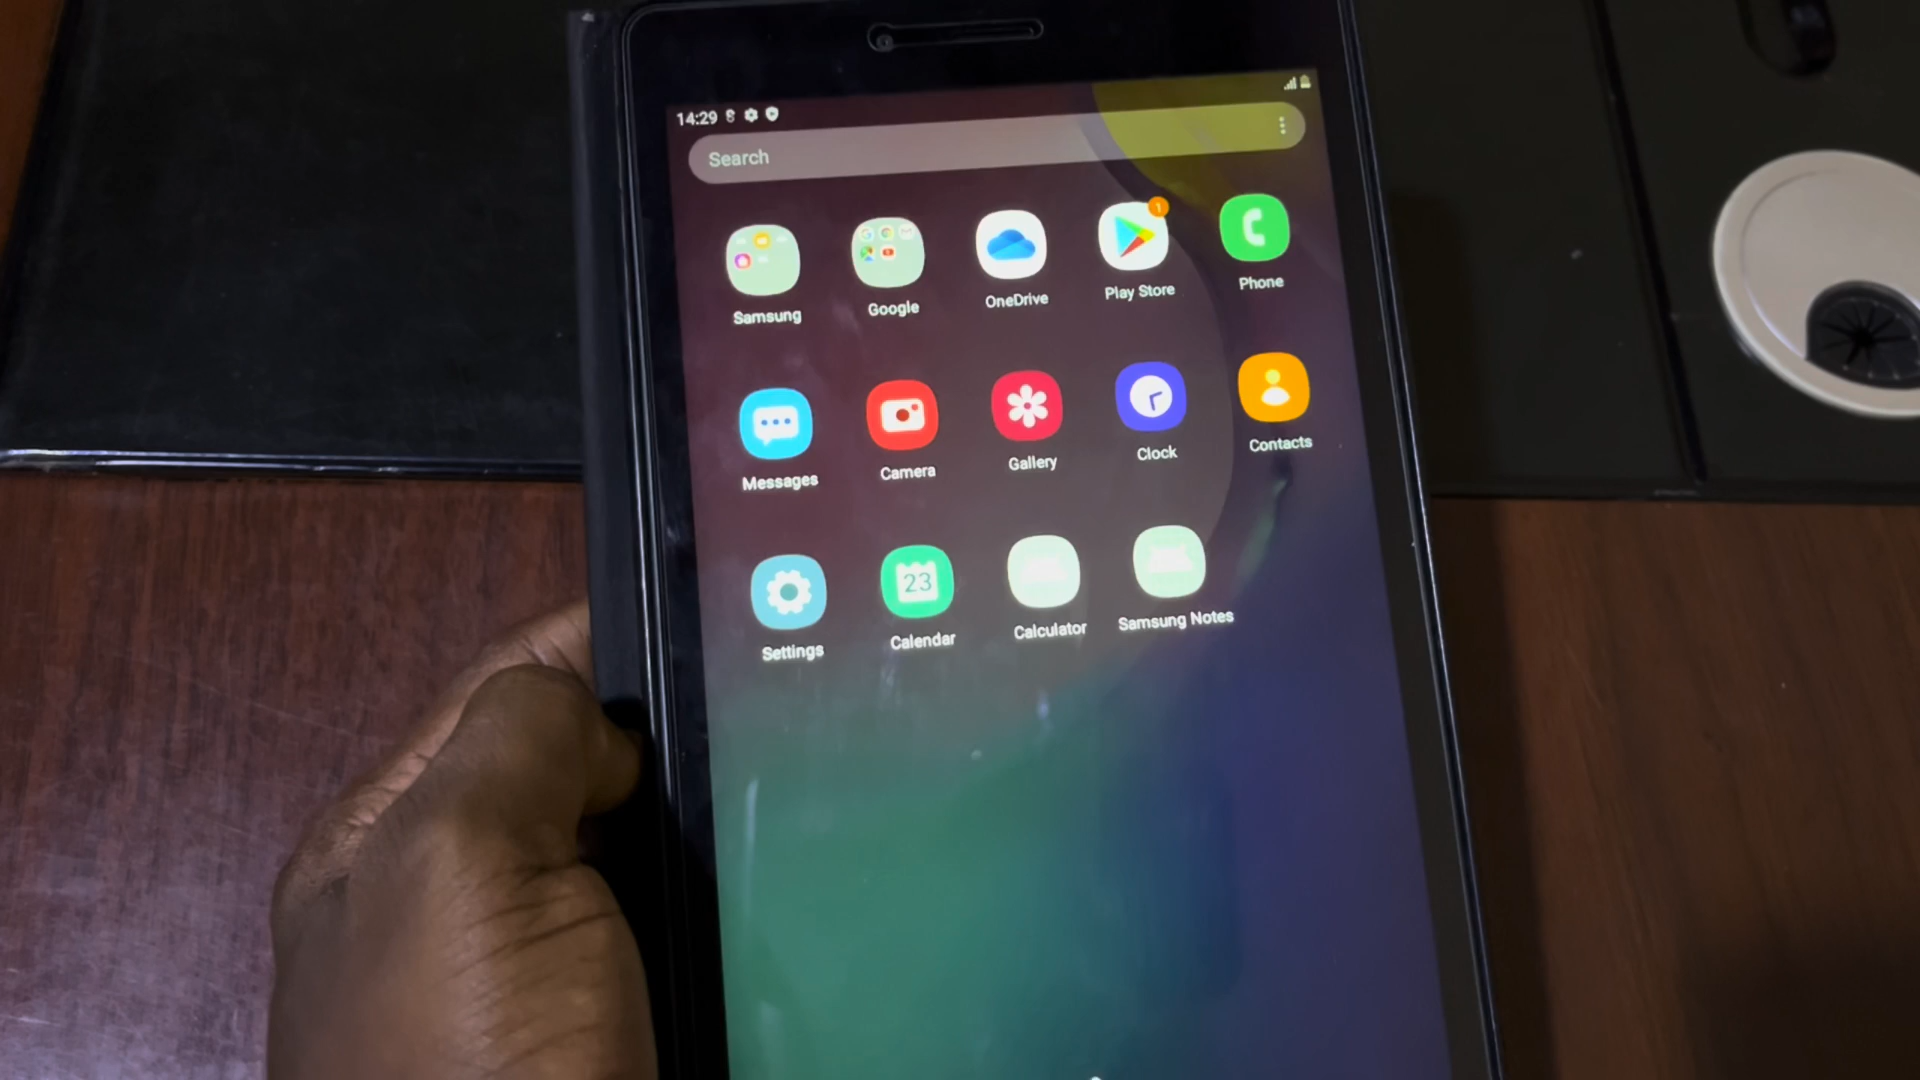 14:29
Search
Samsung Google OneDrive Play Store Phone
1
Messages Camera Gallery Clock Contacts
23
Settings Calendar Calculator Samsung Notes